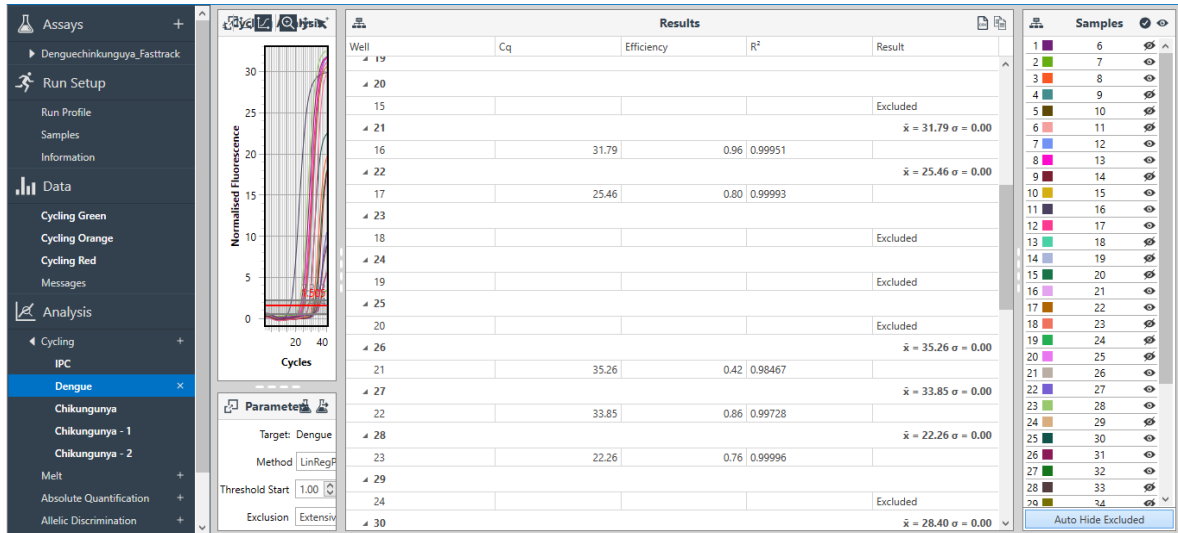 Assays +
Denguechinkunguya_Fasttrack
Run Setup
Run Profile
Samples
Information
Data
Cycling Green
Cycling Orange
Cycling Red
Messages
Analysis
Cycling +
IPC
Dengue ×
Chikungunya
Chikungunya - 1
Chikungunya - 2
Melt +
Absolute Quantification +
Allelic Discrimination +
Normalised Fluorescence
30
25
20
15
10
5
0
20 40
Cycles
Parameters
Target: Dengue
Method LinRegP
Threshold Start 1.00
Exclusion Extensiv
Results
Well Cq Efficiency R² Result
19
20
15 Excluded
21 x̄ = 31.79 σ = 0.00
16 31.79 0.96 0.99951
22 x̄ = 25.46 σ = 0.00
17 25.46 0.80 0.99993
23
18 Excluded
24
19 Excluded
25
20 Excluded
26 x̄ = 35.26 σ = 0.00
21 35.26 0.42 0.98467
27 x̄ = 33.85 σ = 0.00
22 33.85 0.86 0.99728
28 x̄ = 22.26 σ = 0.00
23 22.26 0.76 0.99996
29
24 Excluded
30 x̄ = 28.40 σ = 0.00
Samples
1 6
2 7
3 8
4 9
5 10
6 11
7 12
8 13
9 14
10 15
11 16
12 17
13 18
14 19
15 20
16 21
17 22
18 23
19 24
20 25
21 26
22 27
23 28
24 29
25 30
26 31
27 32
28 33
29 34
Auto Hide Excluded